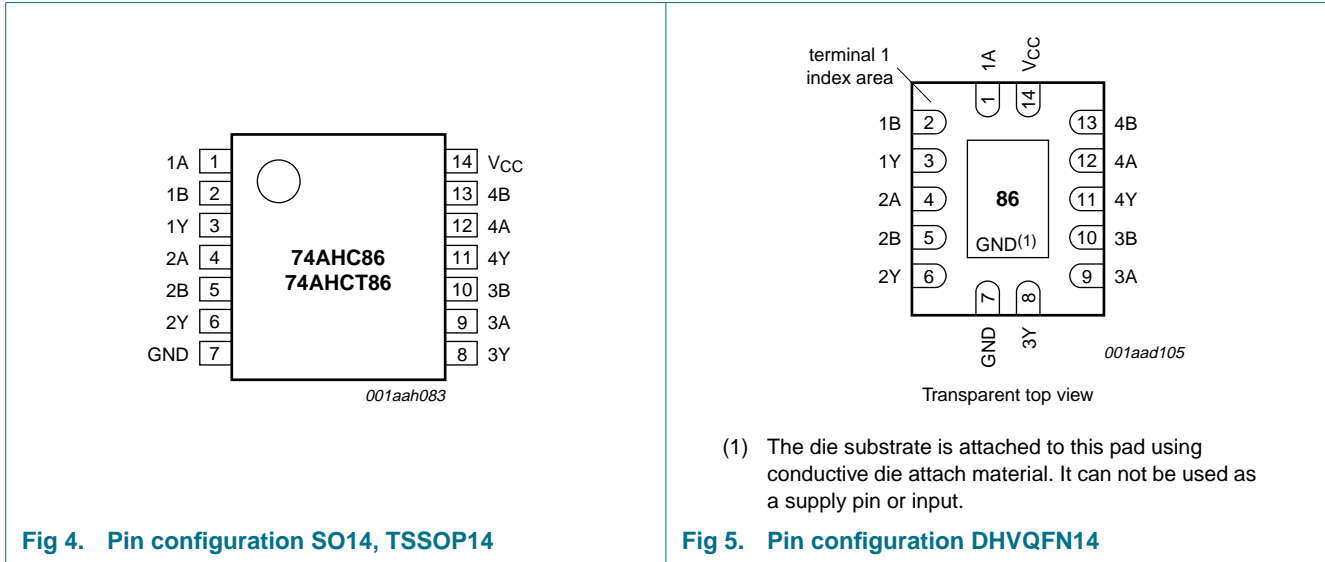 1A 1
1B 2
1Y 3
2A 4
2B 5
2Y 6
GND 7
74AHC86
74AHCT86
14 VCC
13 4B
12 4A
11 4Y
10 3B
9 3A
8 3Y
001aah083
Fig 4. Pin configuration SO14, TSSOP14
terminal 1
index area
1A
VCC
1
14
1B 2
1Y 3
2A 4
2B 5
2Y 6
86
GND(1)
13 4B
12 4A
11 4Y
10 3B
9 3A
7
8
GND
3Y
001aad105
Transparent top view
(1) The die substrate is attached to this pad using
conductive die attach material. It can not be used as
a supply pin or input.
Fig 5. Pin configuration DHVQFN14